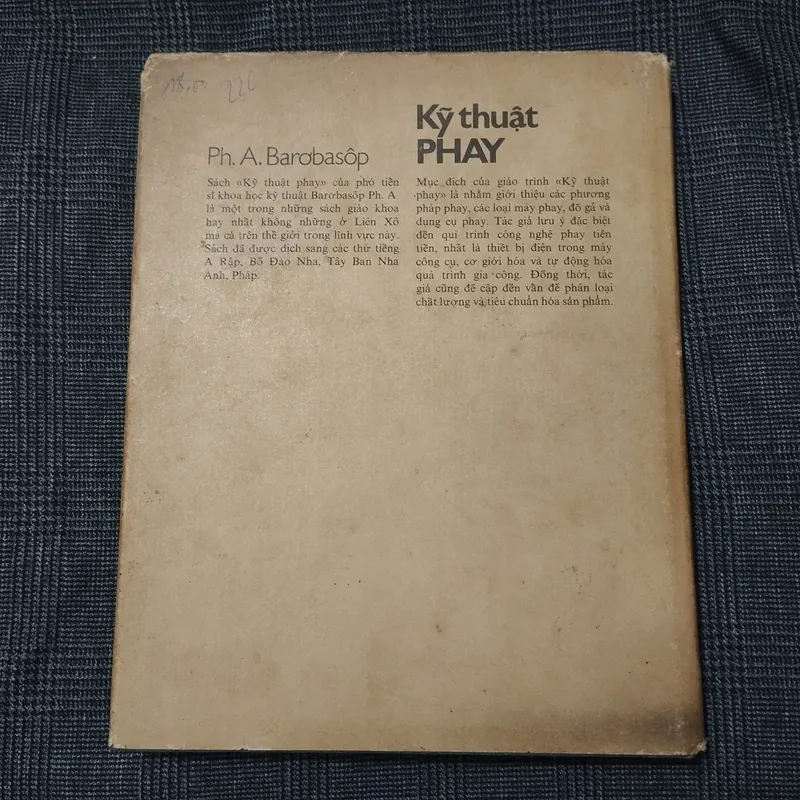 Ph. A. Barơbasôp
Sách «Kỹ thuật phay» của phó tiến
sĩ khoa học kỹ thuật Barơbasôp Ph. A
là một trong những sách giáo khoa
hay nhất không những ở Liên Xô
mà cả trên thế giới trong lĩnh vực này.
Sách đã được dịch sang các thứ tiếng
A Rập, Bồ Đào Nha, Tây Ban Nha
Anh, Pháp.
Kỹ thuật
PHAY
Mục đích của giáo trình «Kỹ thuật
phay» là nhằm giới thiệu các phương
pháp phay, các loại máy phay, đồ gá và
dụng cụ phay. Tác giả lưu ý đặc biệt
đến qui trình công nghệ phay tiên
tiến, nhất là thiết bị điện trong máy
công cụ, cơ giới hóa và tự động hóa
quá trình gia công. Đồng thời, tác
giả cũng đề cập đến vấn đề phân loại
chất lượng và tiêu chuẩn hóa sản phẩm.